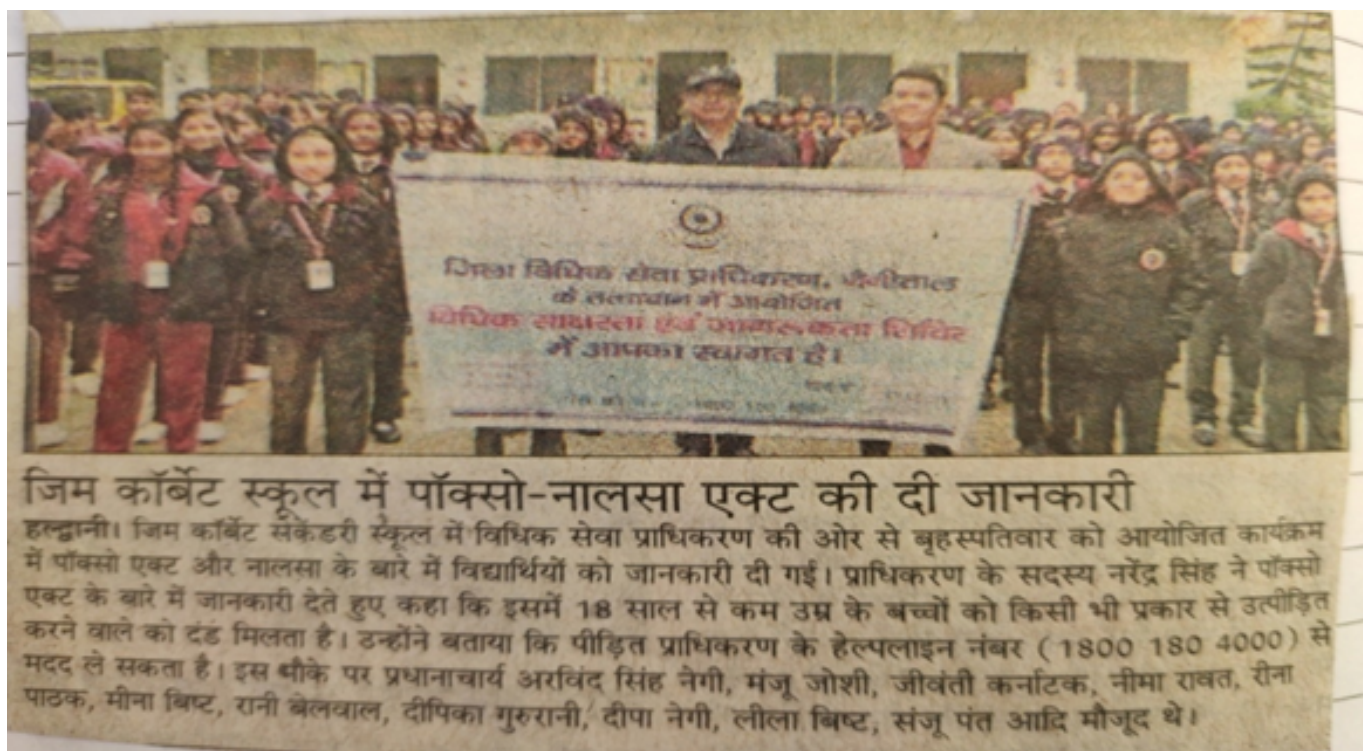 जिला विधिक सेवा प्राधिकरण, नैनीताल
के तत्वाधान में आयोजित
विधिक साक्षरता एवं जागरूकता शिविर
में आपका स्वागत है।
जिम कॉर्बेट स्कूल में पॉक्सो-नालसा एक्ट की दी जानकारी
हल्द्वानी। जिम कॉर्बेट सेकेंडरी स्कूल में विधिक सेवा प्राधिकरण की ओर से बृहस्पतिवार को आयोजित कार्यक्रम
में पॉक्सो एक्ट और नालसा के बारे में विद्यार्थियों को जानकारी दी गई। प्राधिकरण के सदस्य नरेंद्र सिंह ने पॉक्सो
एक्ट के बारे में जानकारी देते हुए कहा कि इसमें 18 साल से कम उम्र के बच्चों को किसी भी प्रकार से उत्पीड़ित
करने वाले को दंड मिलता है। उन्होंने बताया कि पीड़ित प्राधिकरण के हेल्पलाइन नंबर (1800 180 4000) से
मदद ले सकता है। इस मौके पर प्रधानाचार्य अरविंद सिंह नेगी, मंजू जोशी, जीवंती कर्नाटक, नीमा रावत, रीना
पाठक, मीना बिष्ट, रानी बेलवाल, दीपिका गुरुरानी, दीपा नेगी, लीला बिष्ट, संजू पंत आदि मौजूद थे।